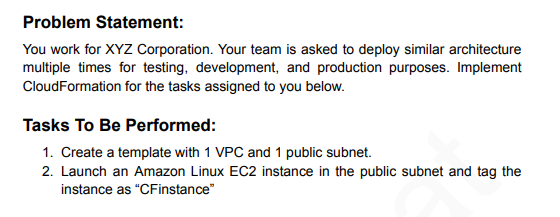 Problem Statement:
You work for XYZ Corporation. Your team is asked to deploy similar architecture
multiple times for testing, development, and production purposes. Implement
CloudFormation for the tasks assigned to you below.
Tasks To Be Performed:
1. Create a template with 1 VPC and 1 public subnet.
2. Launch an Amazon Linux EC2 instance in the public subnet and tag the
instance as “CFinstance”